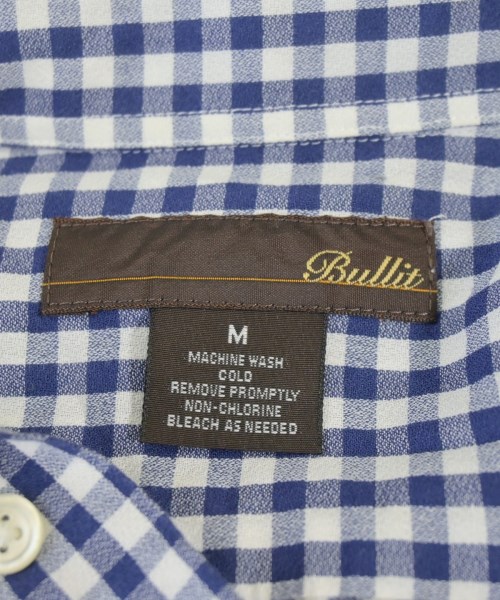 Bullit
M
MACHINE WASH
COLD
REMOVE PROMPTLY
NON-CHLORINE
BLEACH AS NEEDED